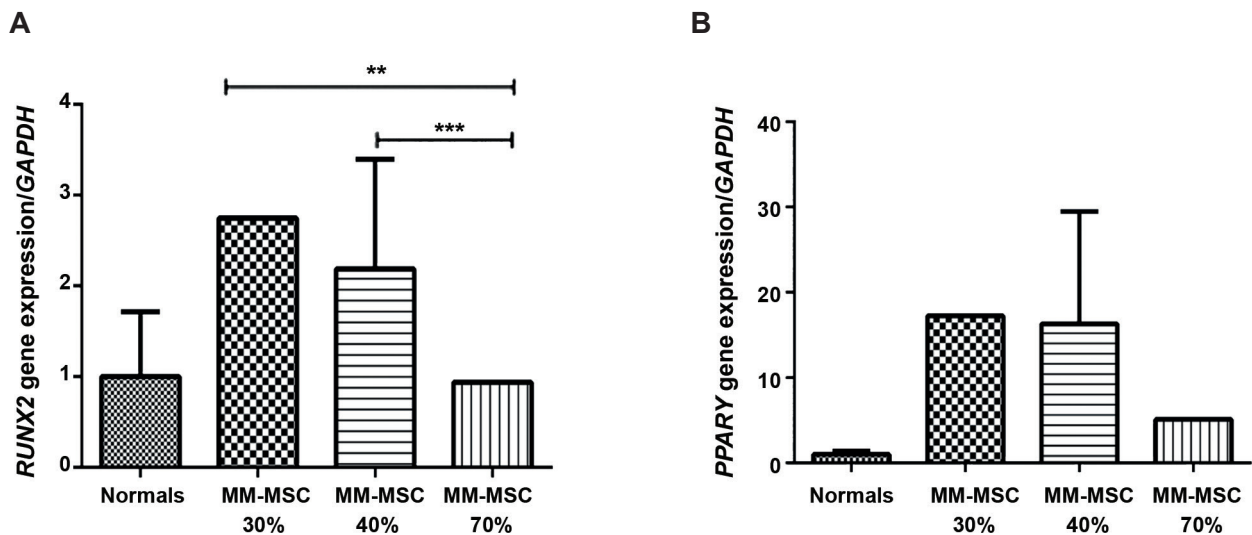 A
B
**
***
RUNX2 gene expression/GAPDH
4
3
2
1
0
Normals
MM-MSC
30%
MM-MSC
40%
MM-MSC
70%
PPARY gene expression/GAPDH
40
30
20
10
0
Normals
MM-MSC
30%
MM-MSC
40%
MM-MSC
70%